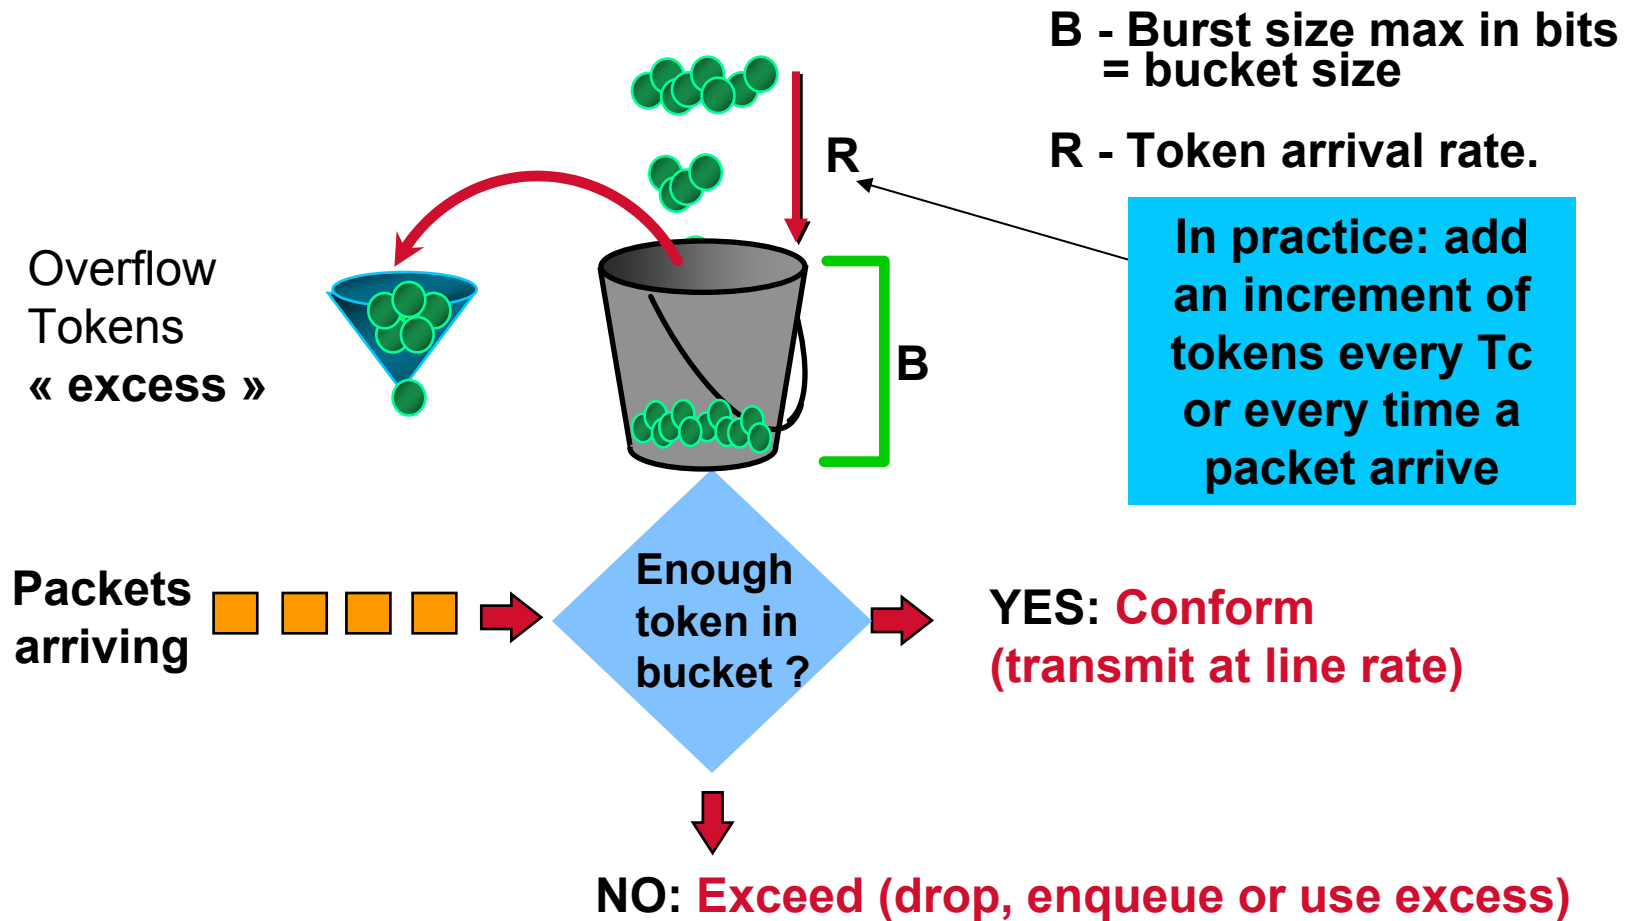 B - Burst size max in bits
= bucket size
R - Token arrival rate.
R
In practice: add
an increment of
tokens every Tc
or every time a
packet arrive
Overflow
Tokens
« excess »
B
Enough
token in
bucket ?
Packets
arriving
YES: Conform
(transmit at line rate)
NO: Exceed (drop, enqueue or use excess)